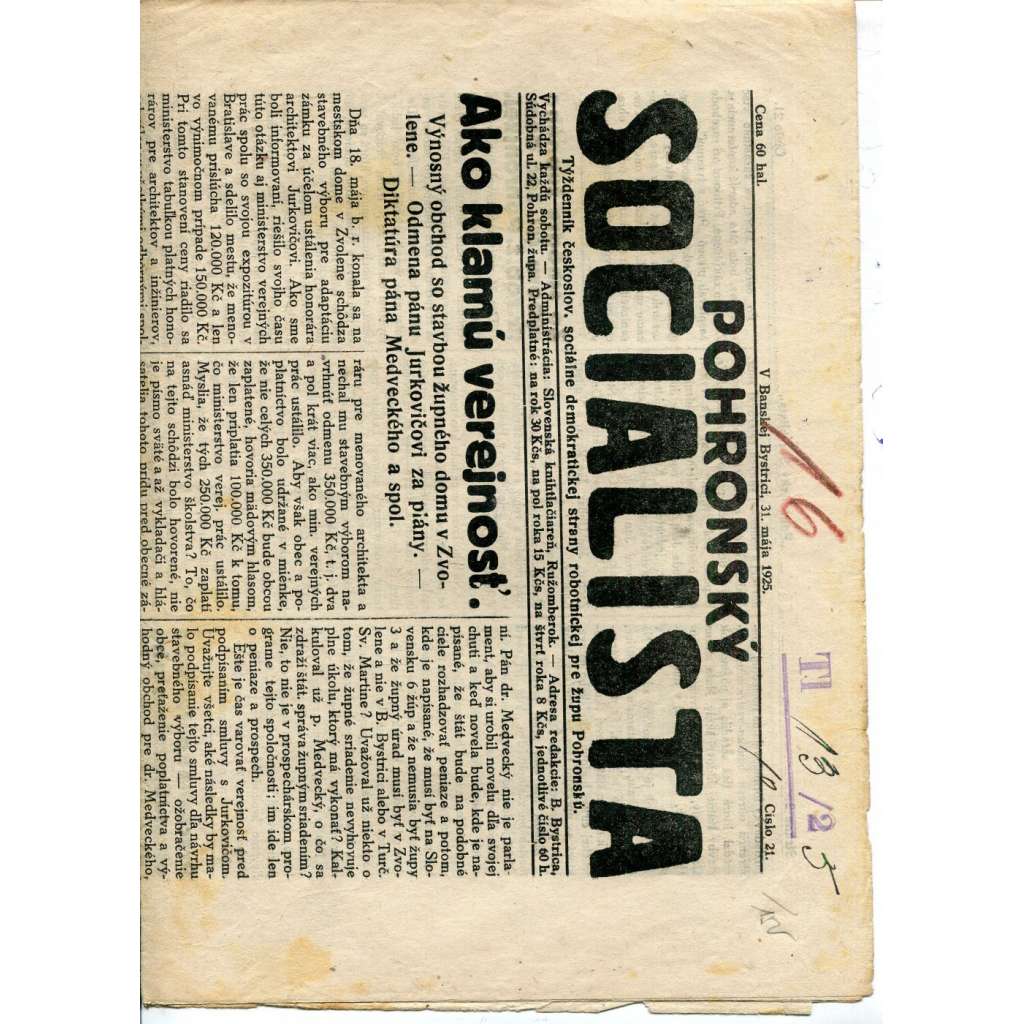 Cena 60 hal.
V Banskej Bystrici, 31. mája 1925.
Číslo 21.
16
T1 13/25
POHRONSKÝ
SOCIALISTA
Týždenník českoslov. sociálne demokratickej strany robotníckej pre župu Pohronskú.
Vychádza každú sobotu. — Administrácia: Slovenská knihtlačiareň, Ružomberok. — Adresa redakcie: B. Bystrica,
Súdobná ul. 22, Pohron. župa. Predplatné: na rok 30 Kčs, na pol roka 15 Kčs, na štvrť roka 8 Kčs, jednotlivé číslo 60 h.
Ako klamú verejnosť.
Výnosný obchod so stavbou župného domu v Zvo-
lene. — Odmena pánu Jurkovičovi za plány. —
Diktatúra pána Medveckého a spol.
Dňa 18. mája b. r. konala sa na
mestskom dome v Zvolene schôdza
stavebného výboru pre adaptáciu
zámku za účelom ustálenia honorára
architektovi Jurkovičovi. Ako sme
boli informovaní, riešilo svojho času
túto otázku aj ministerstvo verejných
prác spolu so svojou expozitúrou v
Bratislave a sdelilo mestu, že meno-
vanému prislúcha 120.000 Kč a len
vo výnimočnom prípade 150.000 Kč.
Pri tomto stanovení ceny riadilo sa
ministerstvo tabuľkou platných hono-
rárov pre architektov a inžinierov,
ráru pre menovaného architekta a
nechal mu stavebným výborom na-
vrhnúť odmenu 350.000 Kč, t. j. dva
a pol krát viac, ako min. verejných
prác ustálilo. Aby však obec a po-
platníctvo bolo udržané v mienke,
že nie celých 350.000 Kč bude obcou
zaplatené, hovoria mädovým hlasom,
že len priplatia 100.000 Kč k tomu,
čo ministerstvo verej. prác ustálilo.
Myslia, že tých 250.000 Kč zaplatí
asnáď ministerstvo školstva? To, čo
na tejto schôdzi bolo hovorené, nie
je písmo sväté a až výkladači a hlá-
satelia tohoto prídu pred obecné zá-
ní. Pán dr. Medvecký nie je parla-
ment, aby si urobil novelu dľa svojej
chuti a keď novela bude, kde je na-
písané, že štát bude na podobné
ciele rozhadzovať peniaze a potom,
kde je napísané, že musí byť na Slo-
vensku 6 žúp a že nemusia byť župy
3 a že župný úrad musí byť v Zvo-
lene a nie v B. Bystrici alebo v Turč.
Sv. Martine? Uvažoval už niekto o
tom, že župné sriadenie nevyhovuje
plne úkolu, ktorý má vykonať? Kal-
kuloval už p. Medvecký, o čo sa
zdraží štát. správa župným sriadením?
Nie, to nie je v prospechárskom pro-
grame tejto spoločnosti: im ide len
o peniaze a prospech.
Ešte je čas varovať verejnosť pred
podpisaním smluvy s Jurkovičom.
Uvažujte všetci, aké následky by ma-
lo podpísanie tejto smluvy dľa návrhu
stavebného výboru — ožobračenie
obce, preťaženie poplatníctva a vý-
hodný obchod pre dr. Medveckého,